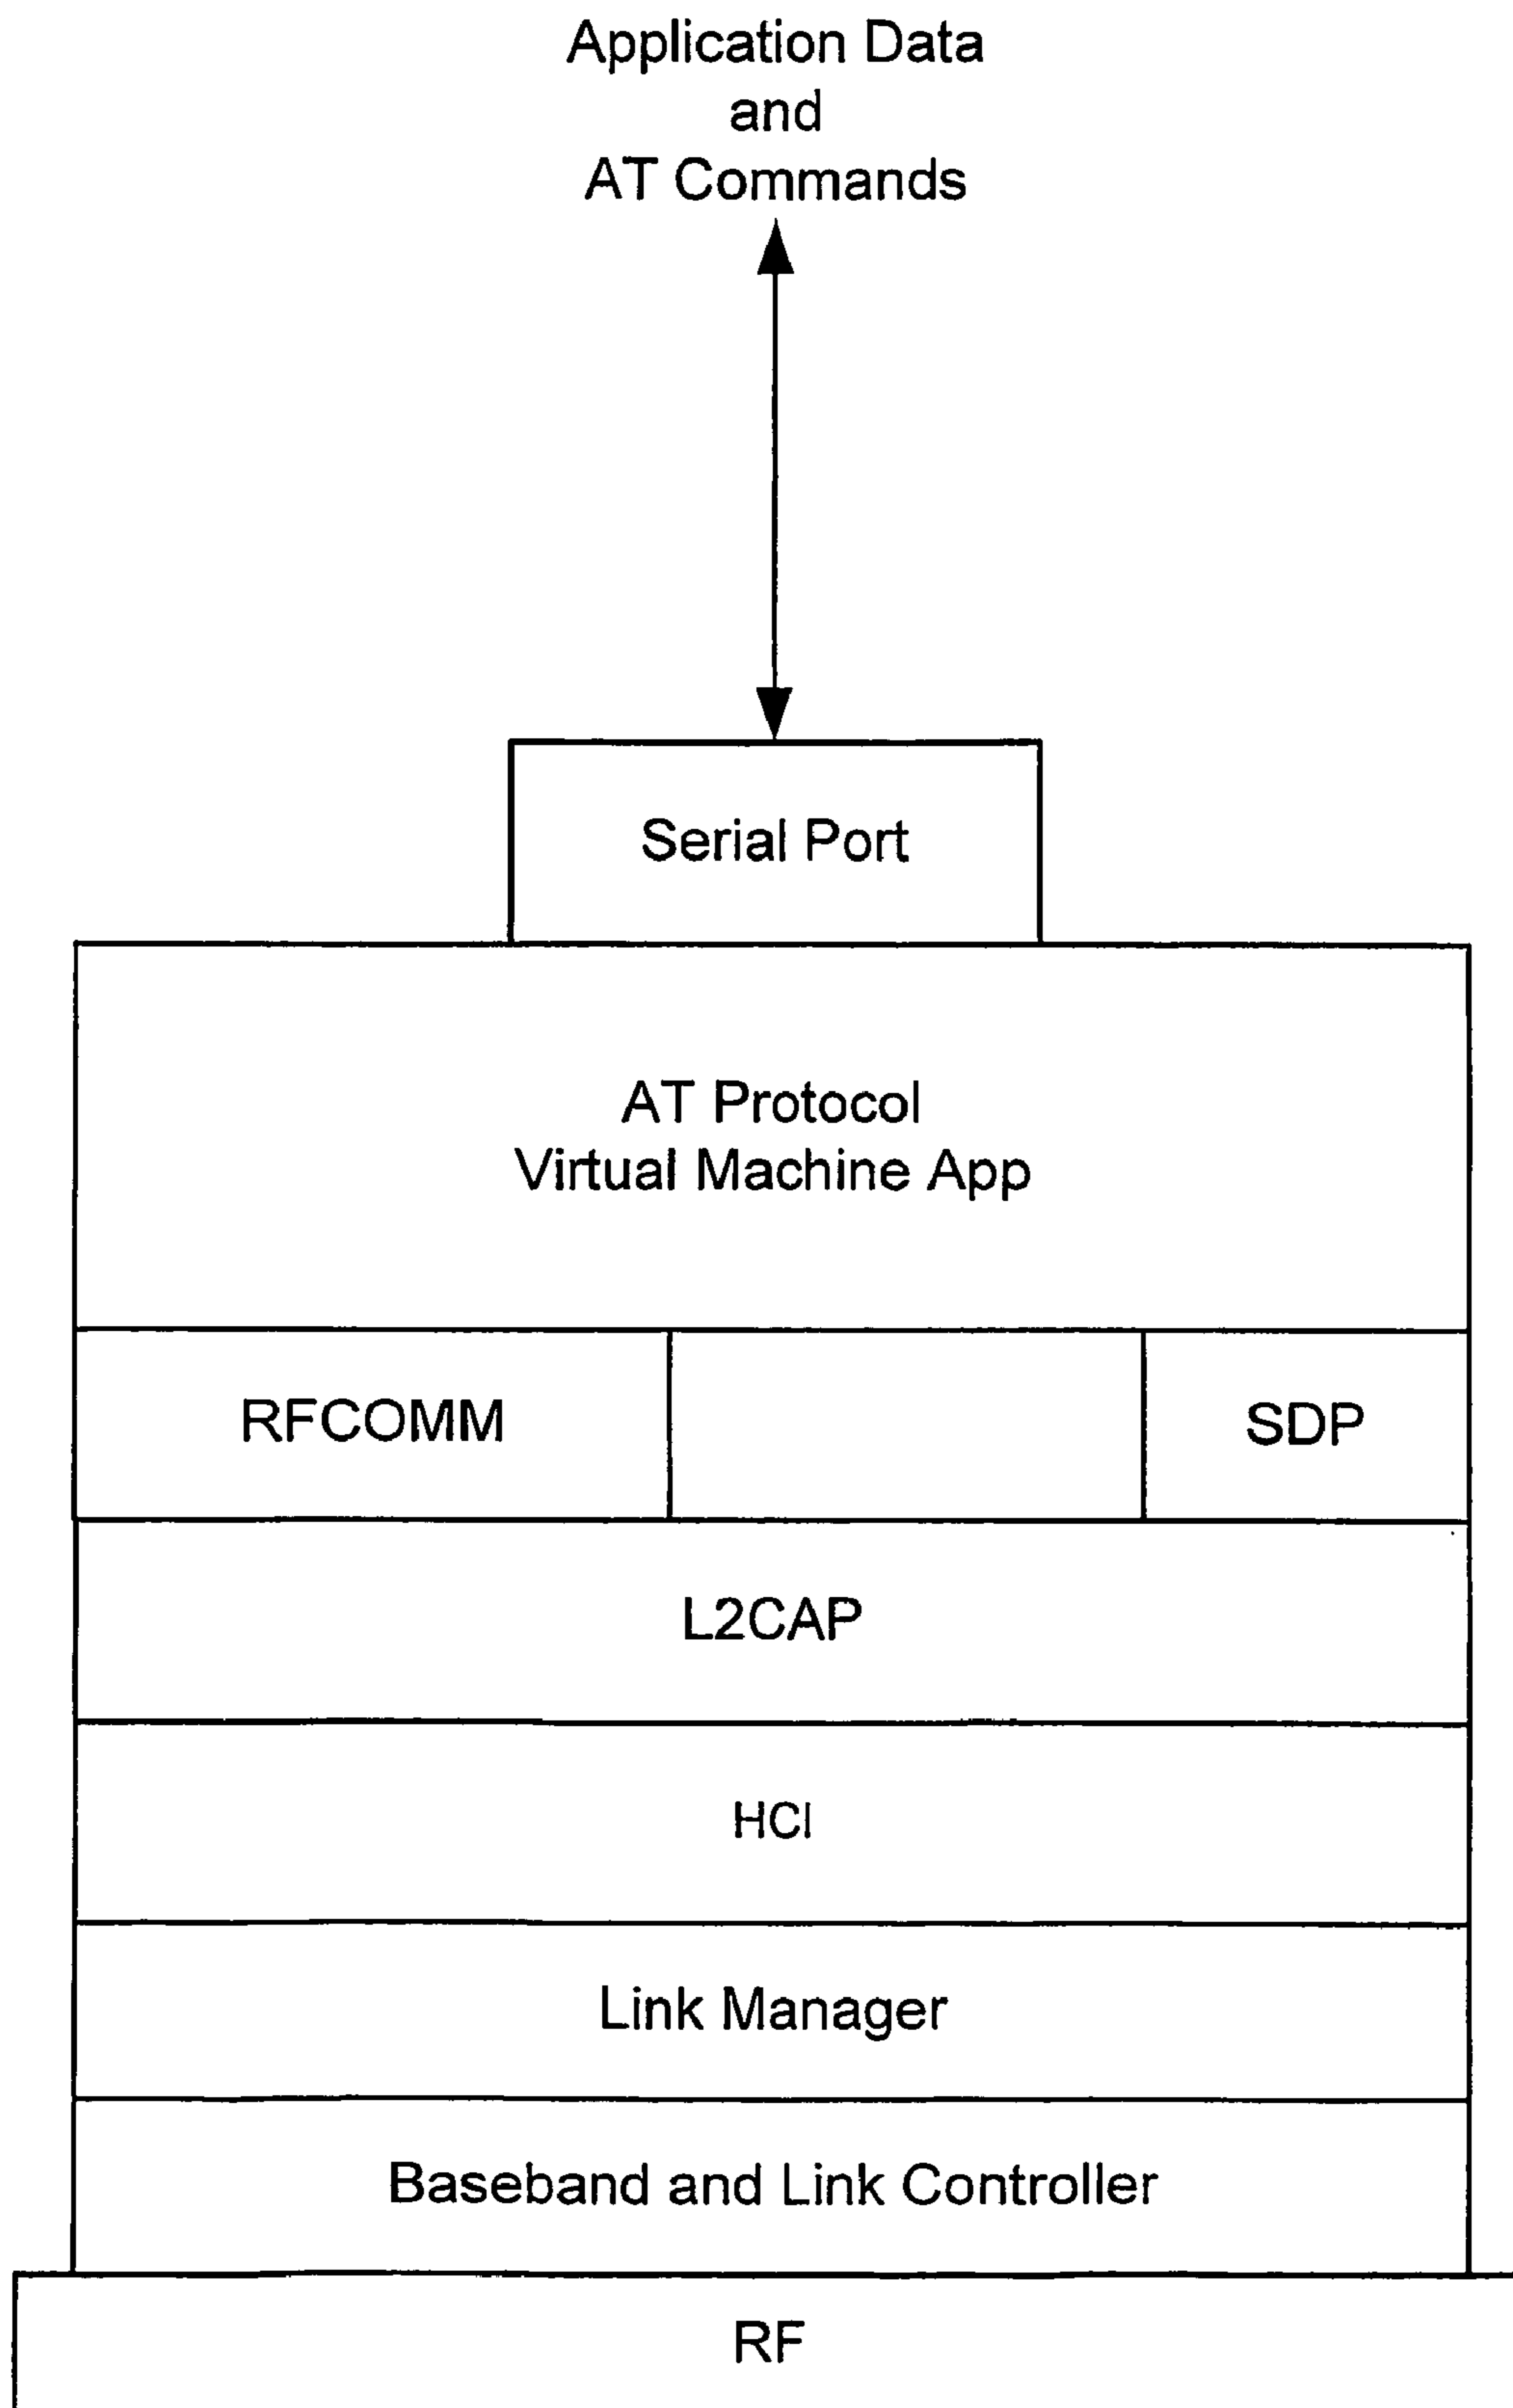 Application Data
and
AT Commands
Serial Port
AT Protocol
Virtual Machine App
RFCOMM
SDP
L2CAP
HCI
Link Manager
Baseband and Link Controller
RF